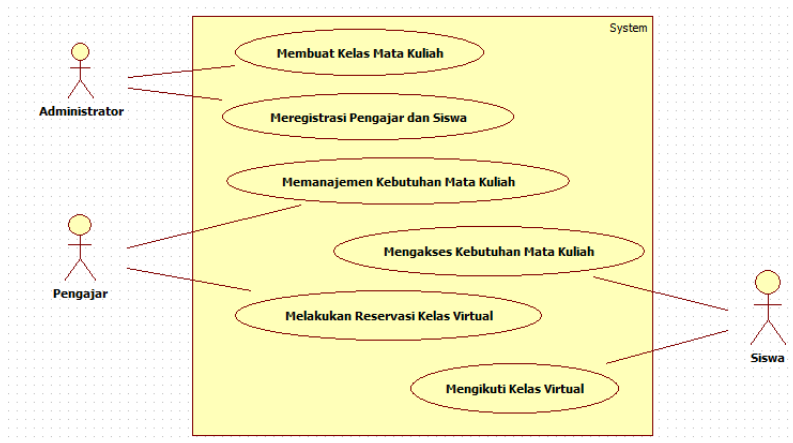 System
Membuat Kelas Mata Kuliah
Administrator
Meregistrasi Pengajar dan Siswa
Memanajemen Kebutuhan Mata Kuliah
Mengakses Kebutuhan Mata Kuliah
Pengajar
Melakukan Reservasi Kelas Virtual
Siswa
Mengikuti Kelas Virtual